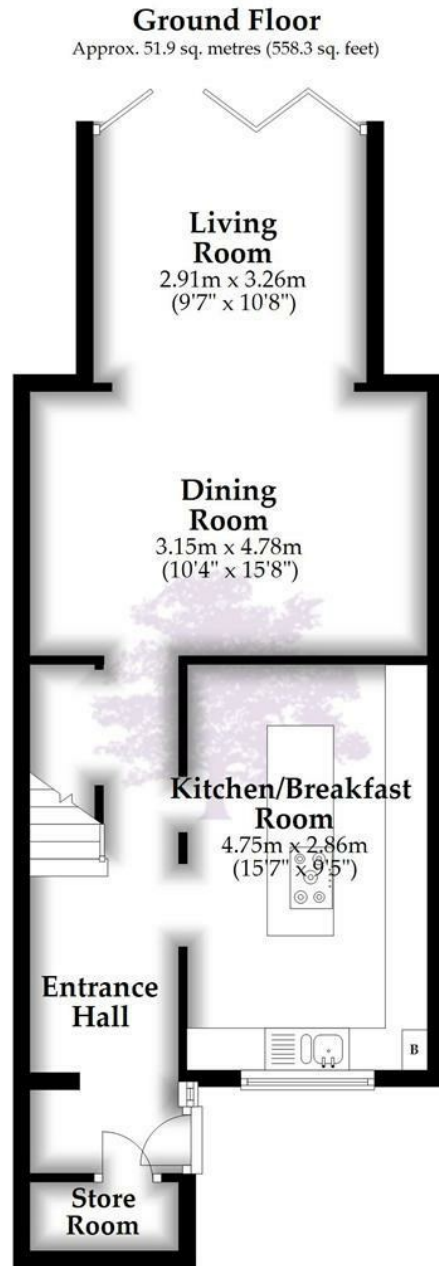 Ground Floor
Approx. 51.9 sq. metres (558.3 sq. feet)
Living
Room
2.91m x 3.26m
(9'7" x 10'8")
Dining
Room
3.15m x 4.78m
(10'4" x 15'8")
Kitchen/Breakfast
Room
4.75m x 2.86m
(15'7" x 9'5")
Entrance
Hall
B
Store
Room